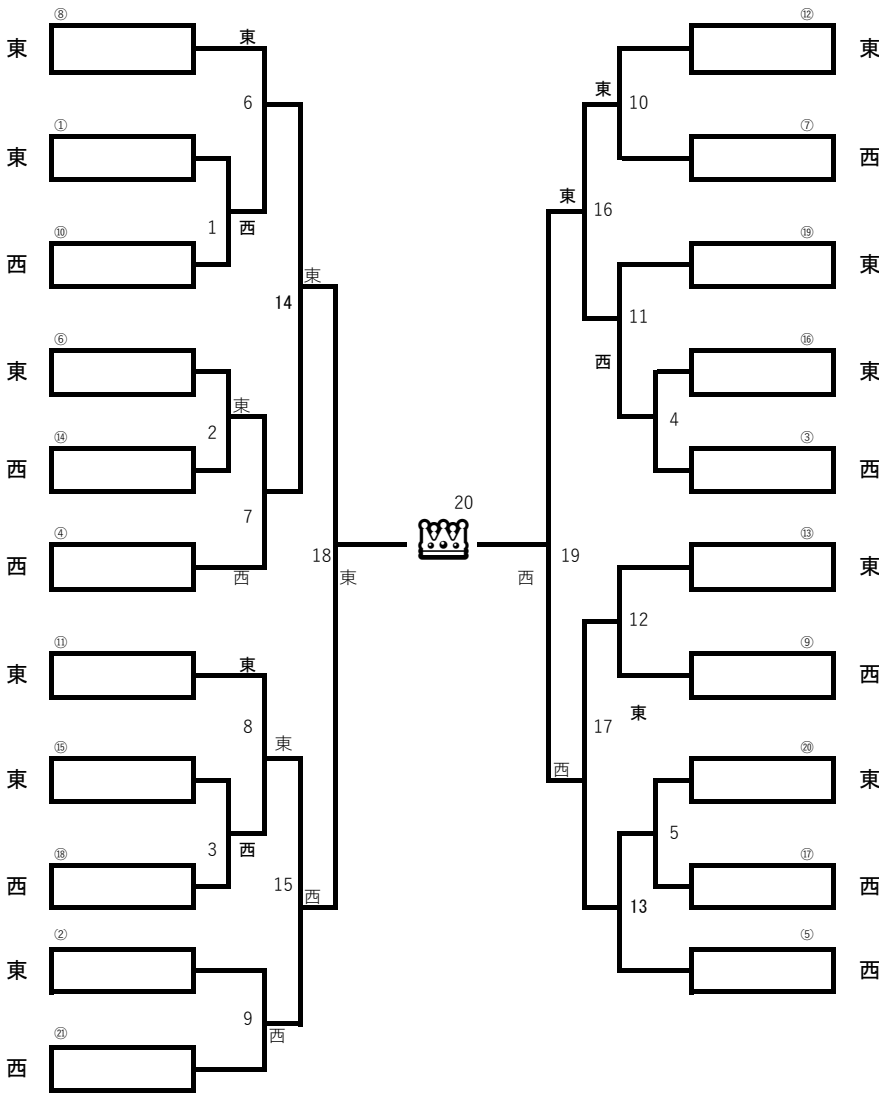 ⑧ ⑫
東 東 東
東
6 10
① ⑦
東 西
東
1 西 16
⑩ ⑲
西 東
東
14
11
⑥ ⑯
東 西 東
東
2 4
⑭ ③
西 西
20
7
④ ⑬
18 19
西 西 東 西 東
12
⑪ ⑨
東 東 西
8 東 17
⑮ ⑳
東 東 西 東
5
3 西
⑱ ⑰
西 15 西 西
13
② ⑤
東 西
9
西
㉑
西